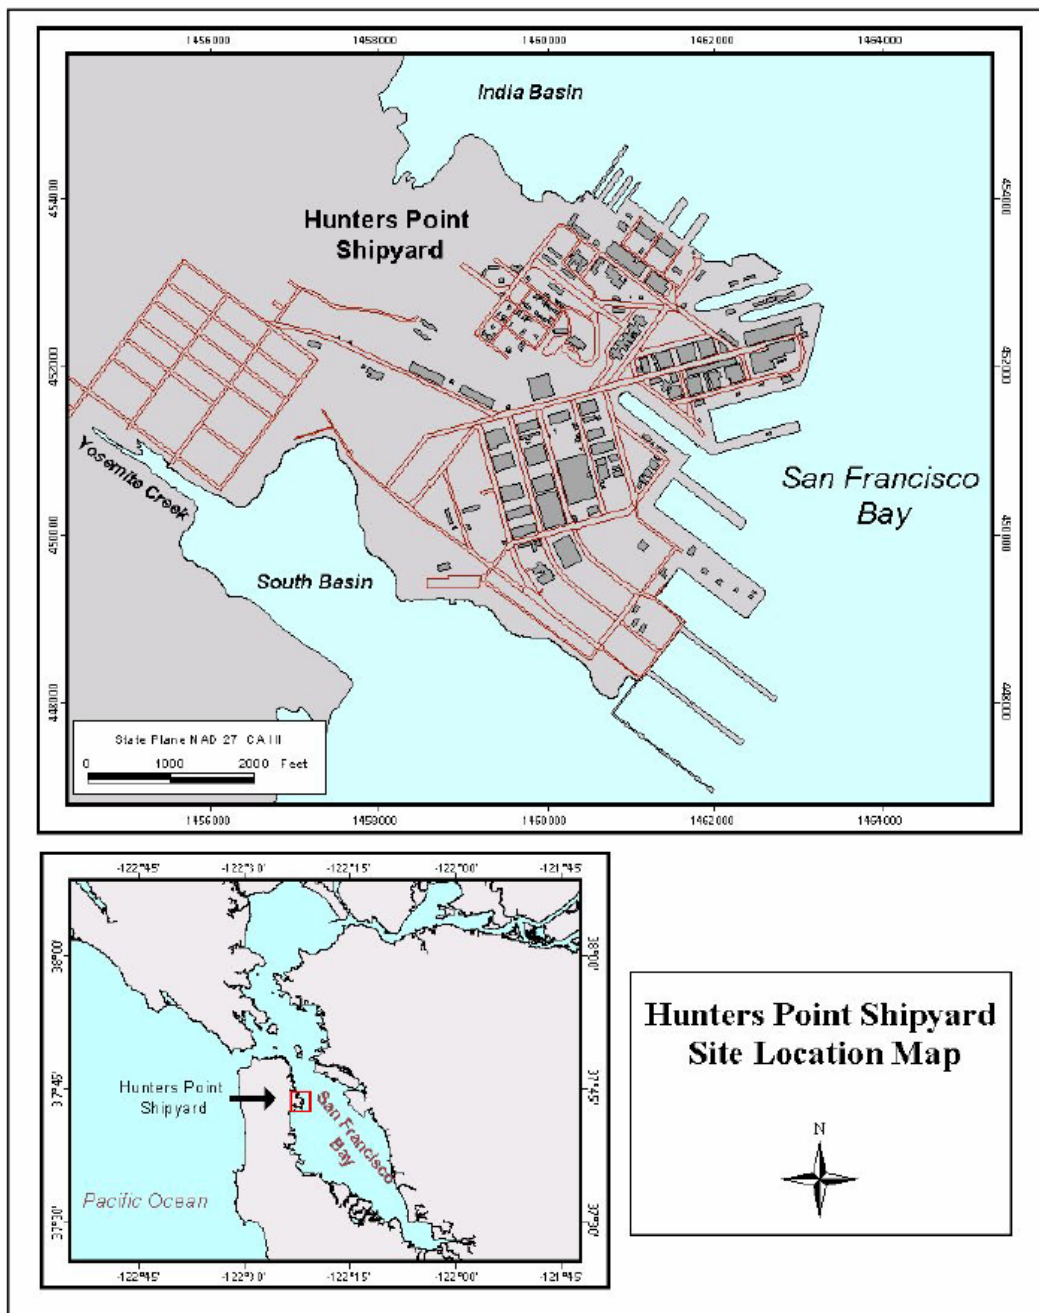 1456000 1458000 1460000 1462000 1464000
India Basin
454000 454000
Hunters Point
Shipyard
452000 452000
Yosemite Creek
San Francisco
Bay
450000 450000
South Basin
448000 448000
State Plane NAD 27 CA III
0 1000 2000 Feet
1456000 1458000 1460000 1462000 1464000
-122°45' -122°30' -122°15' -122°00' -121°45'
38°00' 38°00'
Hunters Point Shipyard
Site Location Map
37°45' 37°45'
Hunters Point
Shipyard
San Francisco
Bay
N
Pacific Ocean
37°30' 37°30'
-122°45' -122°30' -122°15' -122°00' -121°45'